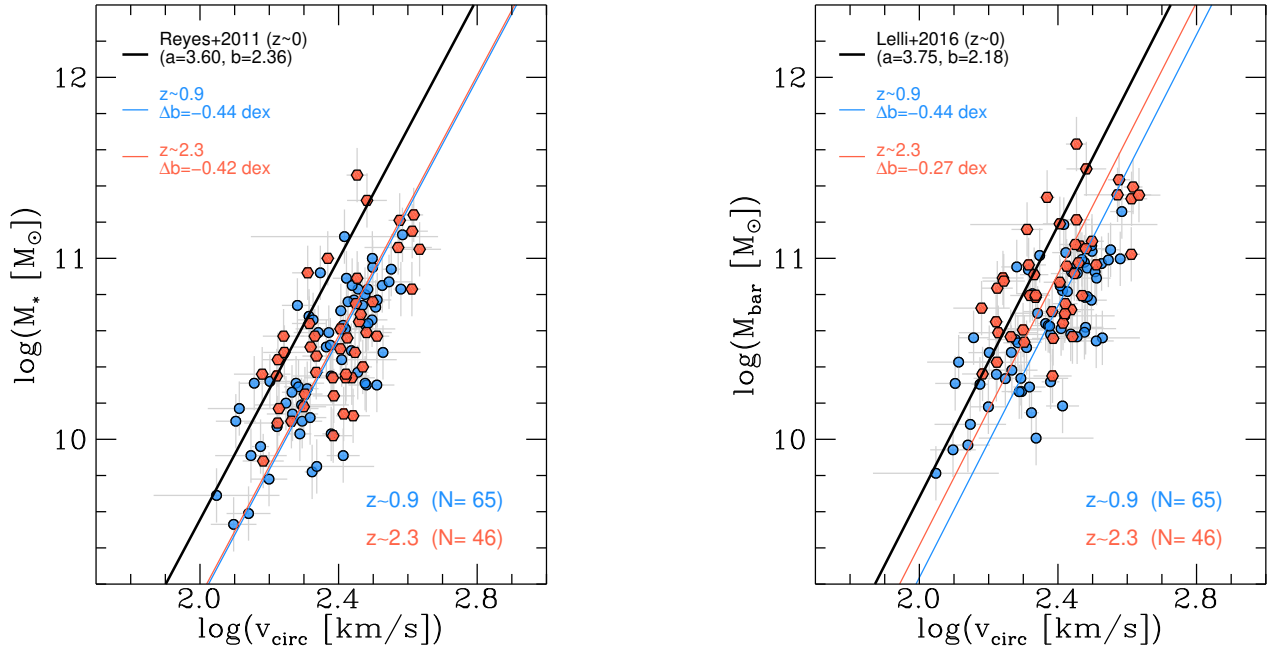 Reyes+2011 (z~0)
(a=3.60, b=2.36)
z~0.9
Δb=−0.44 dex
z~2.3
Δb=−0.42 dex
12
11
10
log(M* [M⊙])
z~0.9 (N= 65)
z~2.3 (N= 46)
2.0 2.4 2.8
log(vcirc [km/s])
Lelli+2016 (z~0)
(a=3.75, b=2.18)
z~0.9
Δb=−0.44 dex
z~2.3
Δb=−0.27 dex
12
11
10
log(Mbar [M⊙])
z~0.9 (N= 65)
z~2.3 (N= 46)
2.0 2.4 2.8
log(vcirc [km/s])